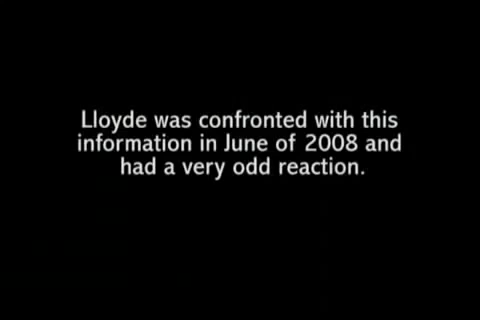 Lloyde was confronted with this
information in June of 2008 and
had a very odd reaction.